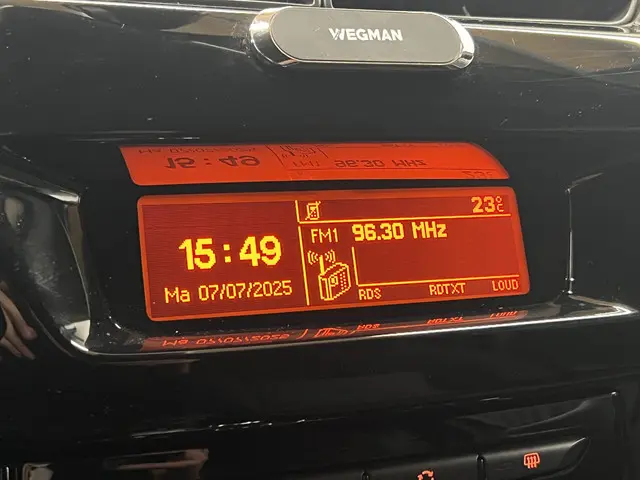 WEGMAN
23°C
FM1 96.30 MHz
15:49
Ma 07/07/2025
RDS RDTXT LOUD